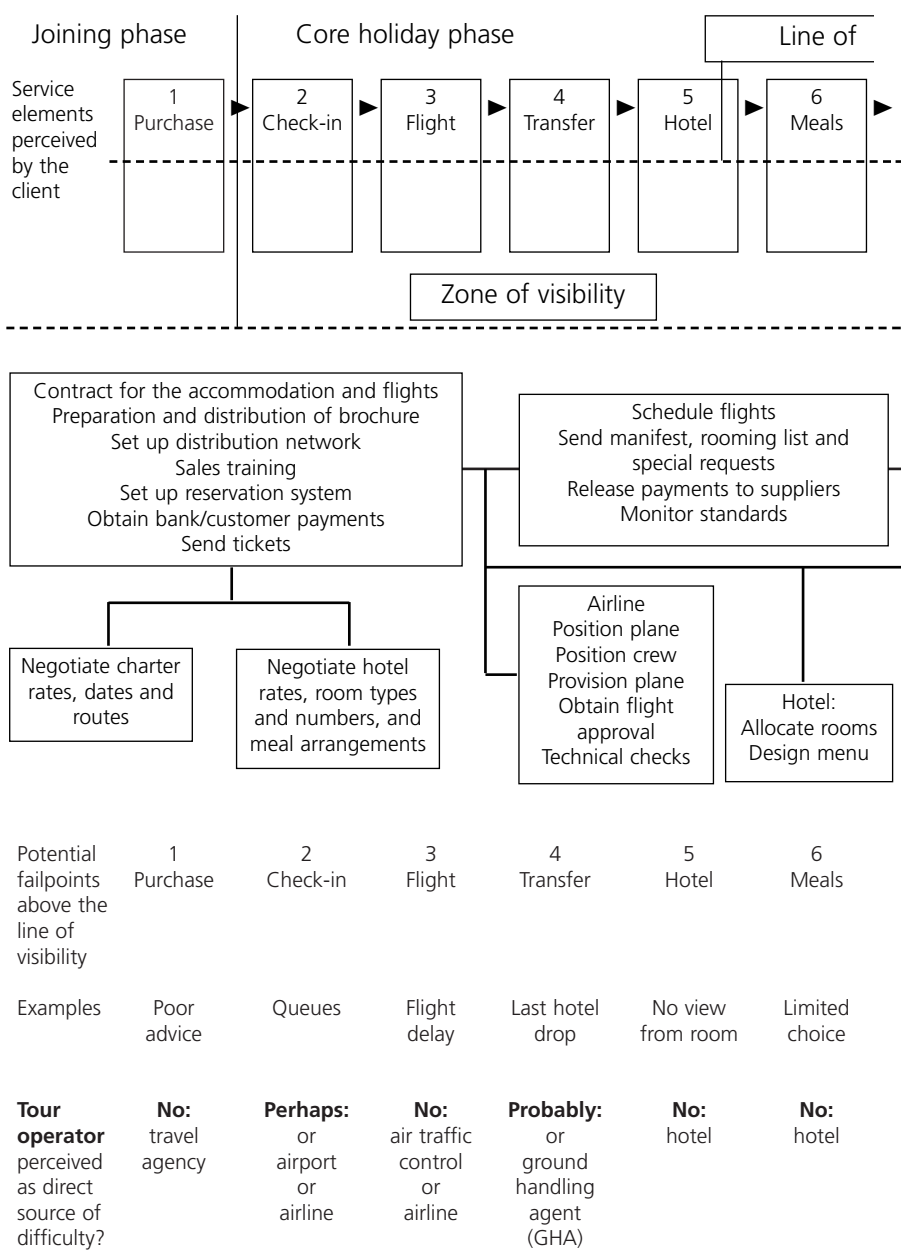 Joining phase
Core holiday phase
Line of
Service
elements
perceived
by the
client
1
Purchase
2
Check-in
3
Flight
4
Transfer
5
Hotel
6
Meals
Zone of visibility
Contract for the accommodation and flights
Preparation and distribution of brochure
Set up distribution network
Sales training
Set up reservation system
Obtain bank/customer payments
Send tickets
Schedule flights
Send manifest, rooming list and
special requests
Release payments to suppliers
Monitor standards
Negotiate charter
rates, dates and
routes
Negotiate hotel
rates, room types
and numbers, and
meal arrangements
Airline
Position plane
Position crew
Provision plane
Obtain flight
approval
Technical checks
Hotel:
Allocate rooms
Design menu
Potential
failpoints
above the
line of
visibility
1
Purchase
2
Check-in
3
Flight
4
Transfer
5
Hotel
6
Meals
Examples
Poor
advice
Queues
Flight
delay
Last hotel
drop
No view
from room
Limited
choice
Tour
operator
perceived
as direct
source of
difficulty?
No:
travel
agency
Perhaps:
or
airport
or
airline
No:
air traffic
control
or
airline
Probably:
or
ground
handling
agent
(GHA)
No:
hotel
No:
hotel